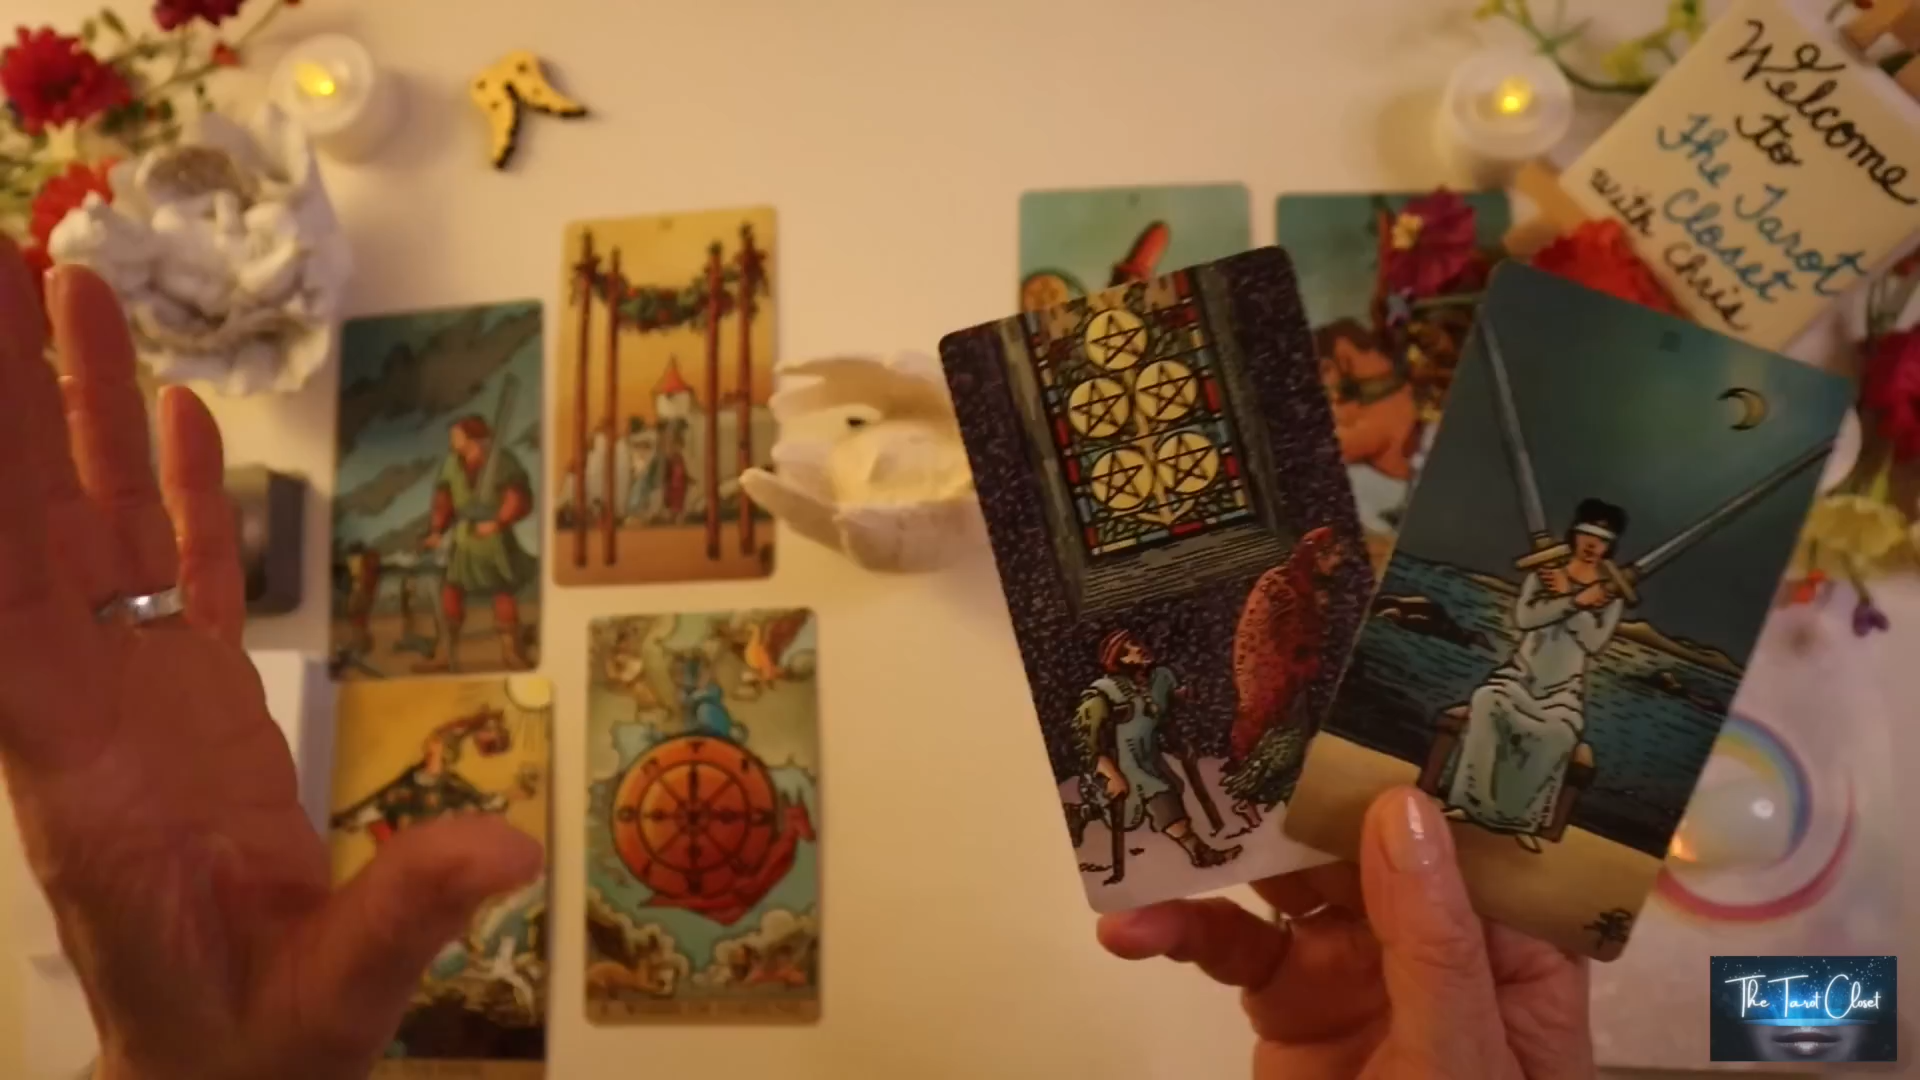 Welcome
to
The Tarot
Closet
with Chris
The Tarot Closet